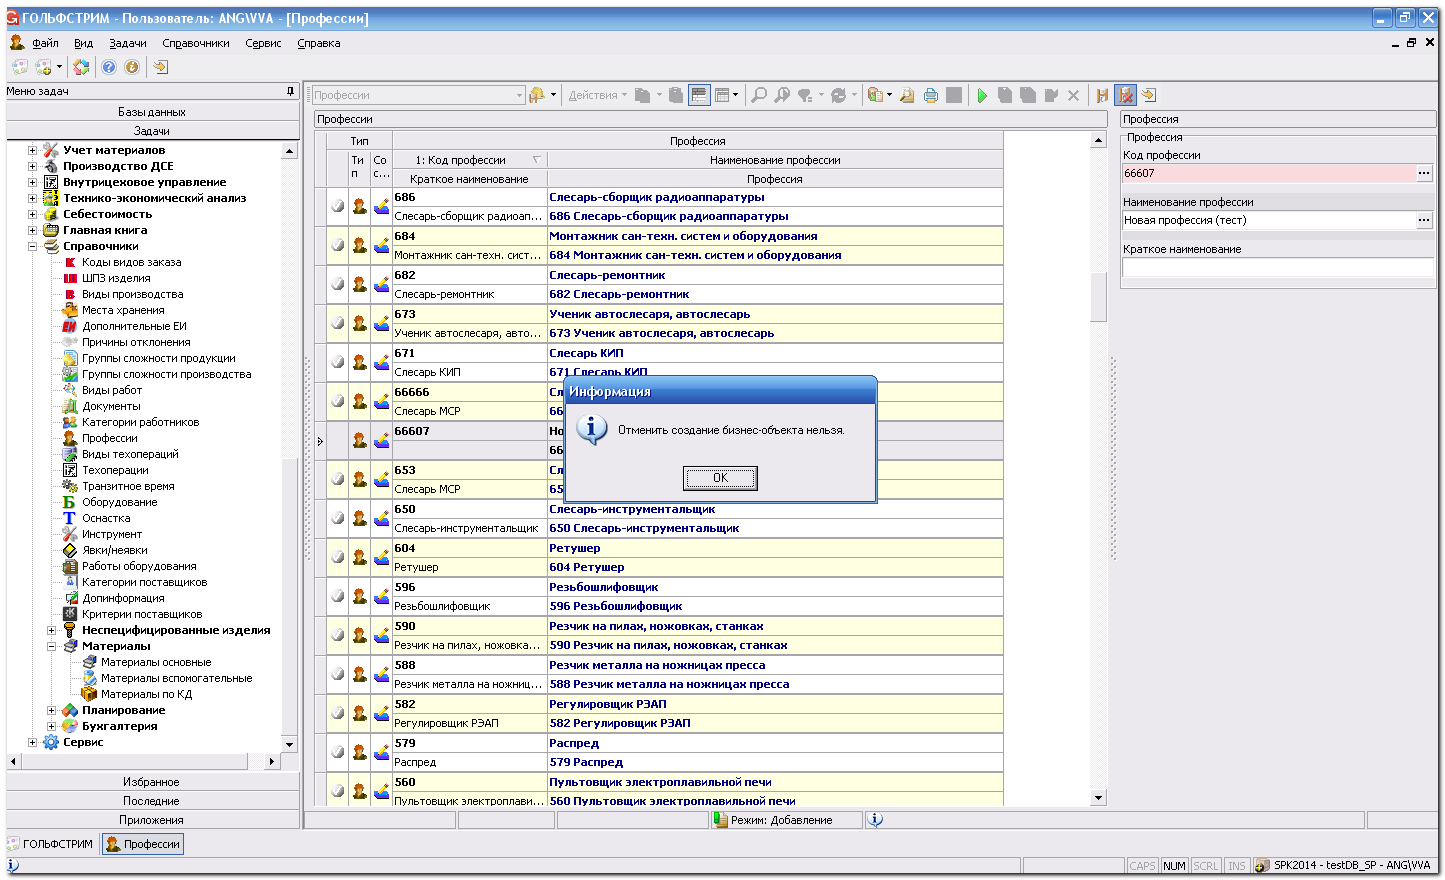 ГОЛЬФСТРИМ - Пользователь: ANG\VVA - [Профессии]
Файл Вид Задачи Справочники Сервис Справка
Меню задач
Базы данных
Задачи
Учет материалов
Производство ДСЕ
Внутрицеховое управление
Технико-экономический анализ
Себестоимость
Главная книга
Справочники
Коды видов заказа
ШПЗ изделия
Виды производства
Места хранения
Дополнительные ЕИ
Причины отклонения
Группы сложности продукции
Группы сложности производства
Виды работ
Документы
Категории работников
Профессии
Виды техопераций
Техоперации
Транзитное время
Оборудование
Оснастка
Инструмент
Явки/неявки
Работы оборудования
Категории поставщиков
Допинформация
Критерии поставщиков
Неспецифицированные изделия
Материалы
Материалы основные
Материалы вспомогательные
Материалы по КД
Планирование
Бухгалтерия
Сервис
Избранное
Последние
Приложения
Профессии Действия
Профессии
Тип Профессия
Ти п Со с... 1: Код профессии Наименование профессии
Краткое наименование Профессия
686 Слесарь-сборщик радиоаппаратуры
Слесарь-сборщик радиоап... 686 Слесарь-сборщик радиоаппаратуры
684 Монтажник сан-техн. систем и оборудования
Монтажник сан-техн. сист... 684 Монтажник сан-техн. систем и оборудования
682 Слесарь-ремонтник
Слесарь-ремонтник 682 Слесарь-ремонтник
673 Ученик автослесаря, автослесарь
Ученик автослесаря, авто... 673 Ученик автослесаря, автослесарь
671 Слесарь КИП
Слесарь КИП 671 Слесарь КИП
66666 Сл
Слесарь МСР 66
66607 Но
66
653 Сл
Слесарь МСР 65
650 Слесарь-инструментальщик
Слесарь-инструментальщик 650 Слесарь-инструментальщик
604 Ретушер
Ретушер 604 Ретушер
596 Резьбошлифовщик
Резьбошлифовщик 596 Резьбошлифовщик
590 Резчик на пилах, ножовках, станках
Резчик на пилах, ножовка... 590 Резчик на пилах, ножовках, станках
588 Резчик металла на ножницах пресса
Резчик металла на ножниц... 588 Резчик металла на ножницах пресса
582 Регулировщик РЭАП
Регулировщик РЭАП 582 Регулировщик РЭАП
579 Распред
Распред 579 Распред
560 Пультовщик электроплавильной печи
Пультовщик электроплави... 560 Пультовщик электроплавильной печи
Информация
Отменить создание бизнес-объекта нельзя.
OK
Профессия
Профессия
Код профессии
66607
Наименование профессии
Новая профессия (тест)
Краткое наименование
Режим: Добавление
ГОЛЬФСТРИМ Профессии
CAPS NUM SCRL INS SPK2014 - testDB_SP - ANG\VVA